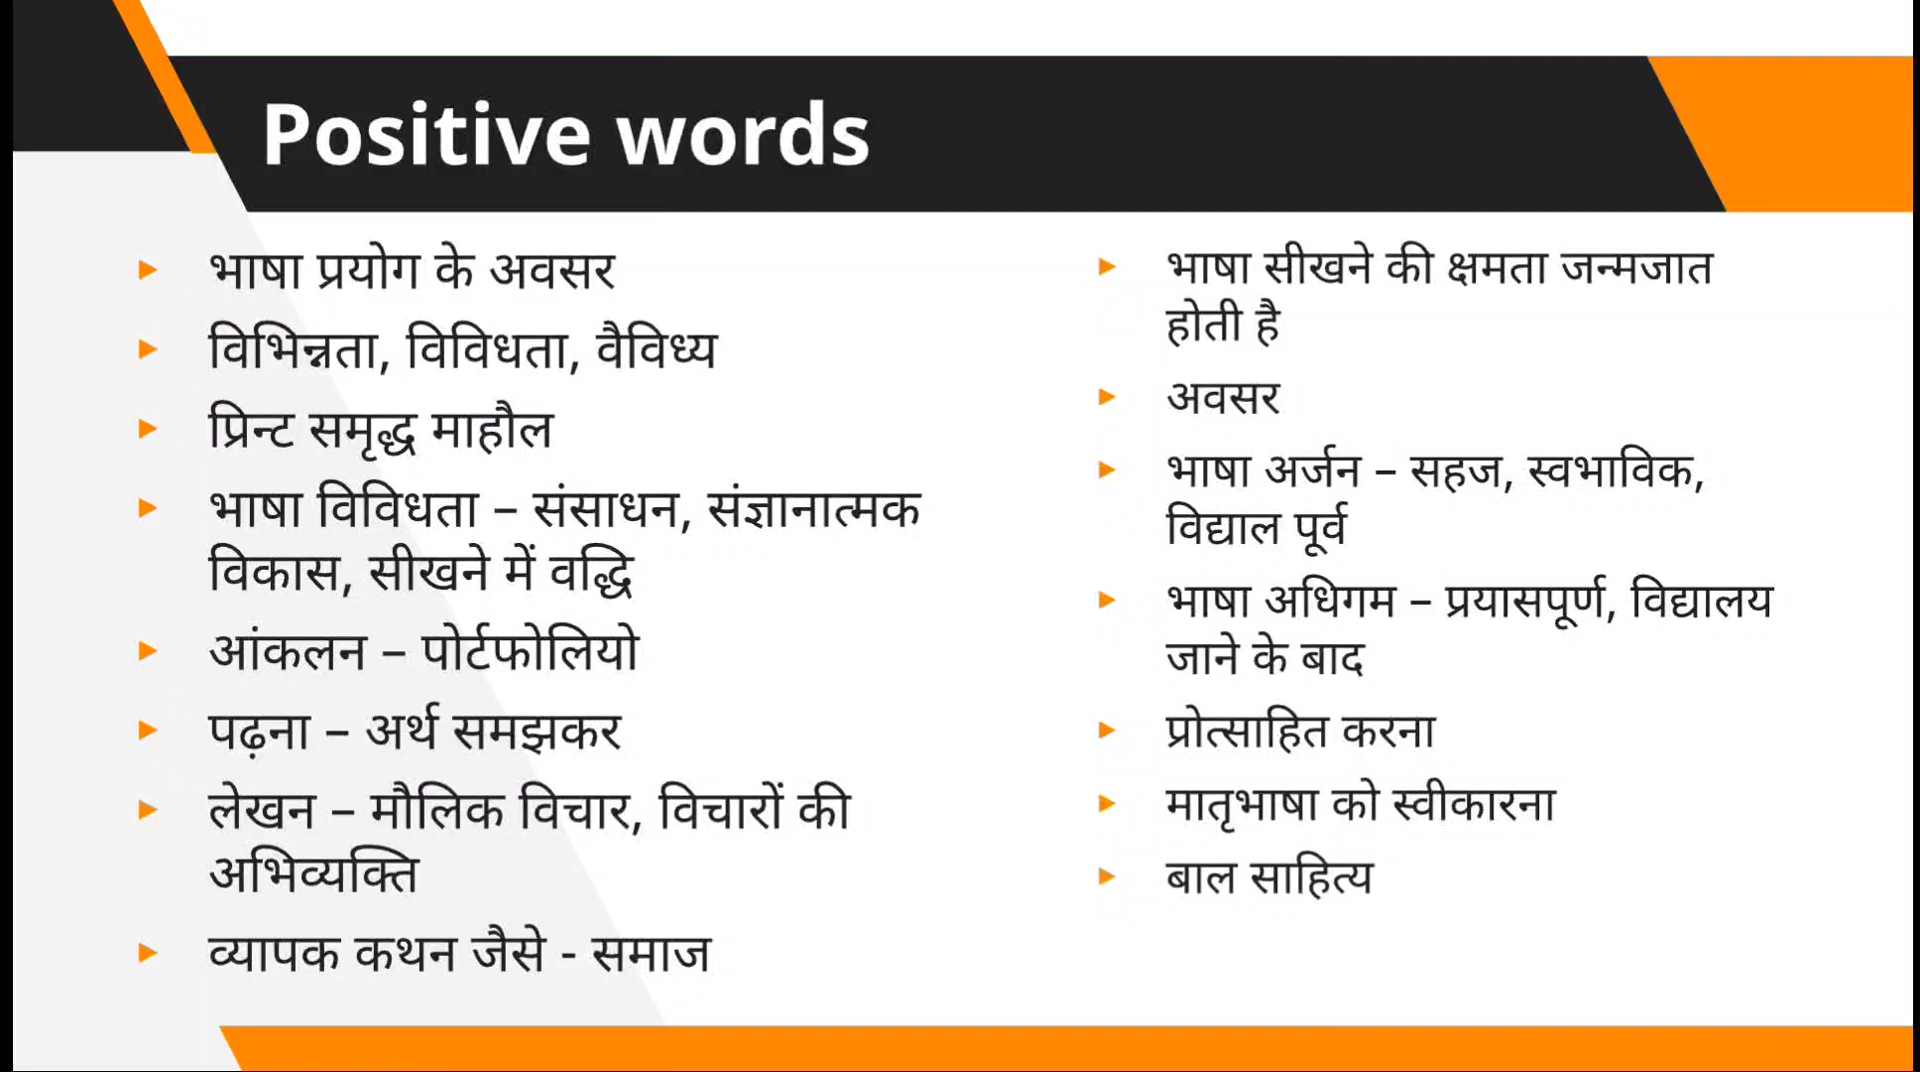 Positive words
भाषा प्रयोग के अवसर
विभिन्नता, विविधता, वैविध्य
प्रिन्ट समृद्ध माहौल
भाषा विविधता – संसाधन, संज्ञानात्मक
विकास, सीखने में वद्धि
आंकलन – पोर्टफोलियो
पढ़ना – अर्थ समझकर
लेखन – मौलिक विचार, विचारों की
अभिव्यक्ति
व्यापक कथन जैसे - समाज
भाषा सीखने की क्षमता जन्मजात
होती है
अवसर
भाषा अर्जन – सहज, स्वभाविक,
विद्याल पूर्व
भाषा अधिगम – प्रयासपूर्ण, विद्यालय
जाने के बाद
प्रोत्साहित करना
मातृभाषा को स्वीकारना
बाल साहित्य